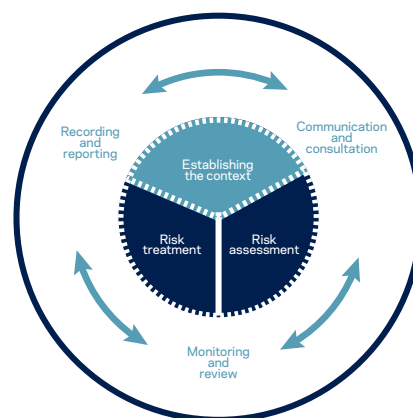 Recording
and
reporting
Communication
and
consultation
Establishing
the context
Risk
treatment
Risk
assessment
Monitoring
and
review